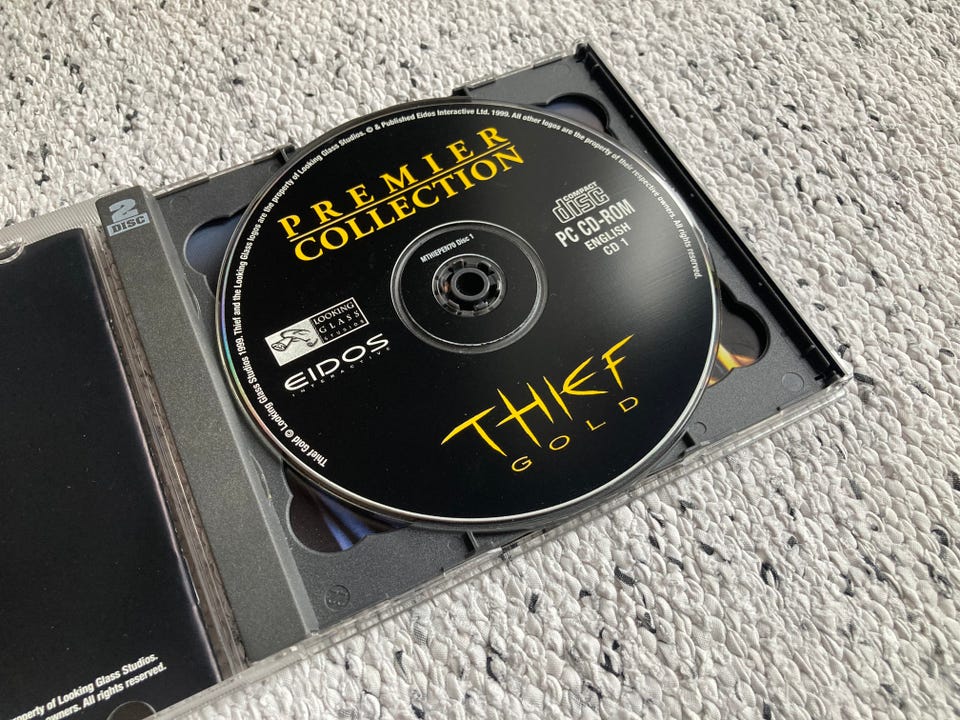 Thief Gold © Looking Glass Studios 1999. Thief and the Looking Glass logos are the property of Looking Glass Studios. © & Published Eidos Interactive Ltd. 1999. All other logos are the property of their respective owners. All rights reserved.
PREMIER
COLLECTION
2
DISC
COMPACT
disc
PC CD-ROM
ENGLISH
CD 1
MTHIEPE870 Disc 1
LOOKING
GLASS
STUDIOS
EIDOS
INTERACTIVE
THIEF
GOLD
property of Looking Glass Studios.
owners. All rights reserved.